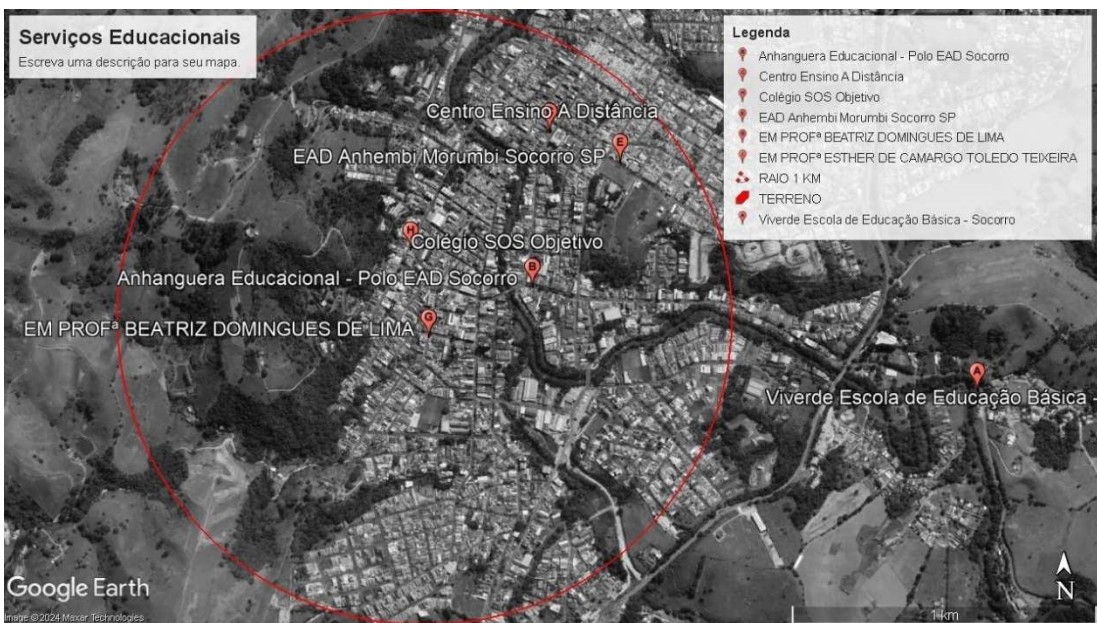 Serviços Educacionais
Escreva uma descrição para seu mapa.
Legenda
Anhanguera Educacional - Polo EAD Socorro
Centro Ensino A Distância
Colégio SOS Objetivo
EAD Anhembi Morumbi Socorro SP
EM PROFª BEATRIZ DOMINGUES DE LIMA
EM PROFª ESTHER DE CAMARGO TOLEDO TEIXEIRA
RAIO 1 KM
TERRENO
Viverde Escola de Educação Básica - Socorro
Centro Ensino A Distância
E
EAD Anhembi Morumbi Socorro SP
H
Colégio SOS Objetivo
B
Anhanguera Educacional - Polo EAD Socorro
G
EM PROFª BEATRIZ DOMINGUES DE LIMA
A
Viverde Escola de Educação Básica -
Google Earth
Image © 2024 Maxar Technologies
1 km
N